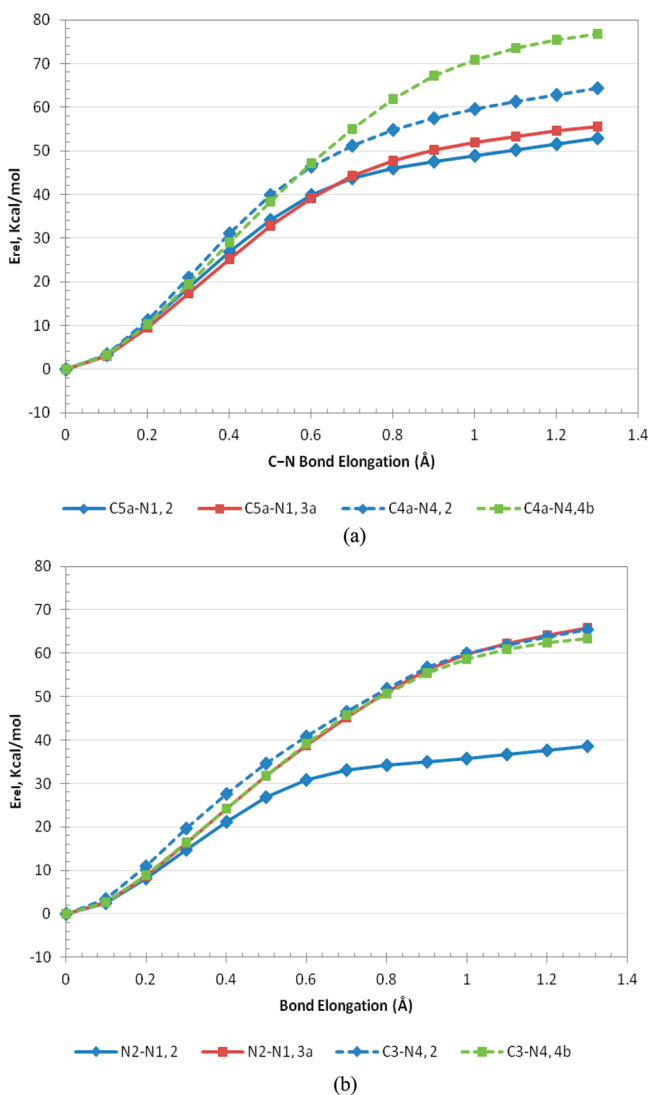 80
70
60
50
40
30
20
10
0
-10
Erel, Kcal/mol
0 0.2 0.4 0.6 0.8 1 1.2 1.4
C–N Bond Elongation (Å)
C5a-N1, 2 C5a-N1, 3a C4a-N4, 2 C4a-N4,4b
(a)
80
70
60
50
40
30
20
10
0
-10
Erel, Kcal/mol
0 0.2 0.4 0.6 0.8 1 1.2 1.4
Bond Elongation (Å)
N2-N1, 2 N2-N1, 3a C3-N4, 2 C3-N4, 4b
(b)